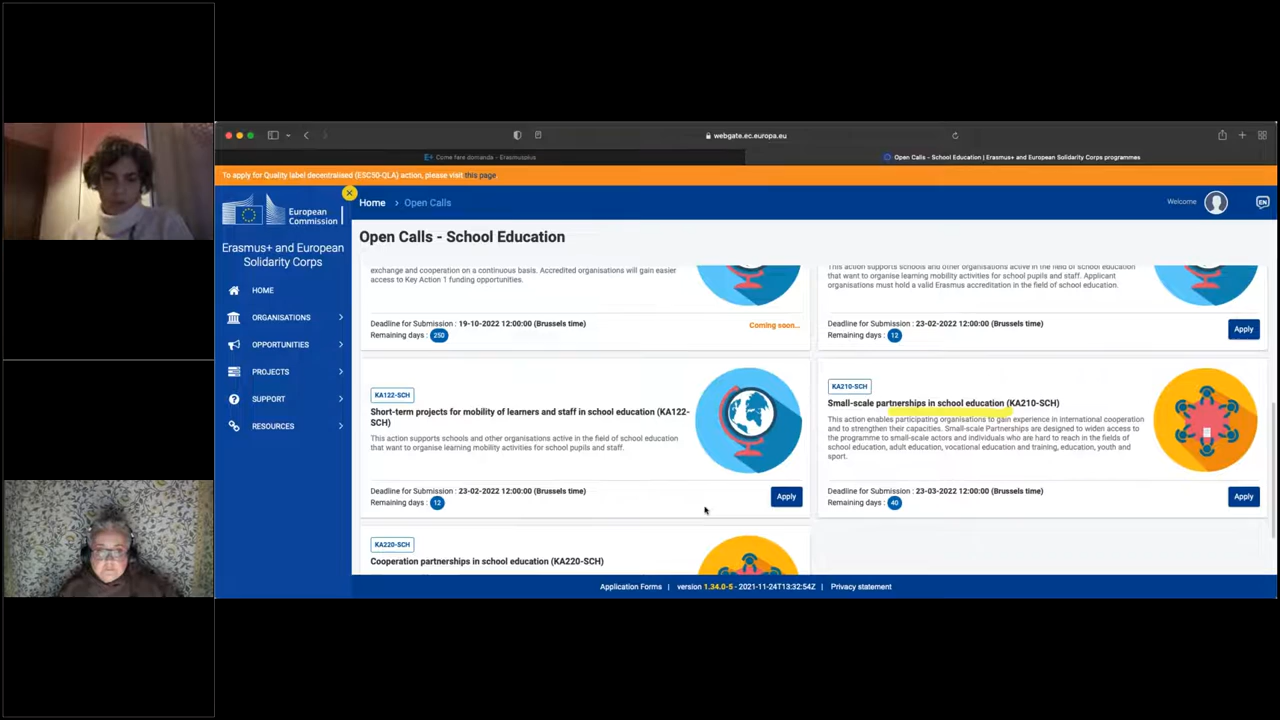 webgate.ec.europa.eu
Come fare domanda - Erasmusplus
Open Calls - School Education | Erasmus+ and European Solidarity Corps programmes
To apply for Quality label decentralised (ESC50-QLA) action, please visit this page.
European
Commission
Erasmus+ and European
Solidarity Corps
HOME
ORGANISATIONS
OPPORTUNITIES
PROJECTS
SUPPORT
RESOURCES
Home > Open Calls
Welcome
EN
Open Calls - School Education
exchange and cooperation on a continuous basis. Accredited organisations will gain easier
access to Key Action 1 funding opportunities.
Deadline for Submission : 19-10-2022 12:00:00 (Brussels time)
Remaining days : 250
Coming soon...
This action supports schools and other organisations active in the field of school education
that want to organise learning mobility activities for school pupils and staff. Applicant
organisations must hold a valid Erasmus accreditation in the field of school education.
Deadline for Submission : 23-02-2022 12:00:00 (Brussels time)
Remaining days : 12
Apply
KA122-SCH
Short-term projects for mobility of learners and staff in school education (KA122-
SCH)
This action supports schools and other organisations active in the field of school education
that want to organise learning mobility activities for school pupils and staff.
Deadline for Submission : 23-02-2022 12:00:00 (Brussels time)
Remaining days : 12
Apply
KA210-SCH
Small-scale partnerships in school education (KA210-SCH)
This action enables participating organisations to gain experience in international cooperation
and to strengthen their capacities. Small-scale Partnerships are designed to widen access to
the programme to small-scale actors and individuals who are hard to reach in the fields of
school education, adult education, vocational education and training, education, youth and
sport.
Deadline for Submission : 23-03-2022 12:00:00 (Brussels time)
Remaining days : 40
Apply
KA220-SCH
Cooperation partnerships in school education (KA220-SCH)
Application Forms | version 1.34.0-5 - 2021-11-24T13:32:54Z | Privacy statement